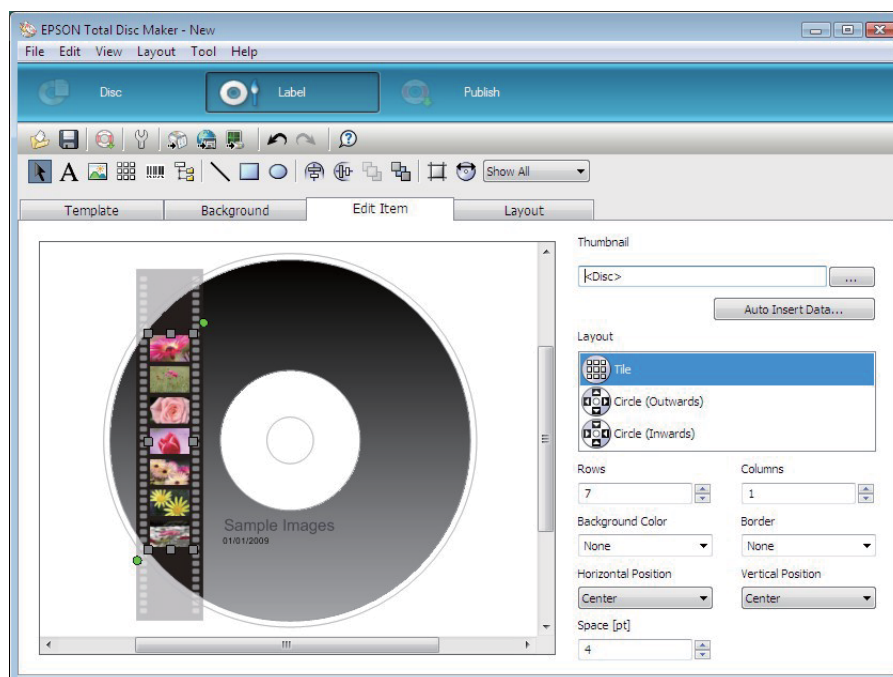 EPSON Total Disc Maker - New
File Edit View Layout Tool Help
Disc Label Publish
A Show All
Template Background Edit Item Layout
Thumbnail
<Disc>
...
Auto Insert Data...
Layout
Tile
Circle (Outwards)
Circle (Inwards)
Rows Columns
7 1
Background Color Border
None None
Horizontal Position Vertical Position
Center Center
Space [pt]
4
Sample Images
01/01/2009